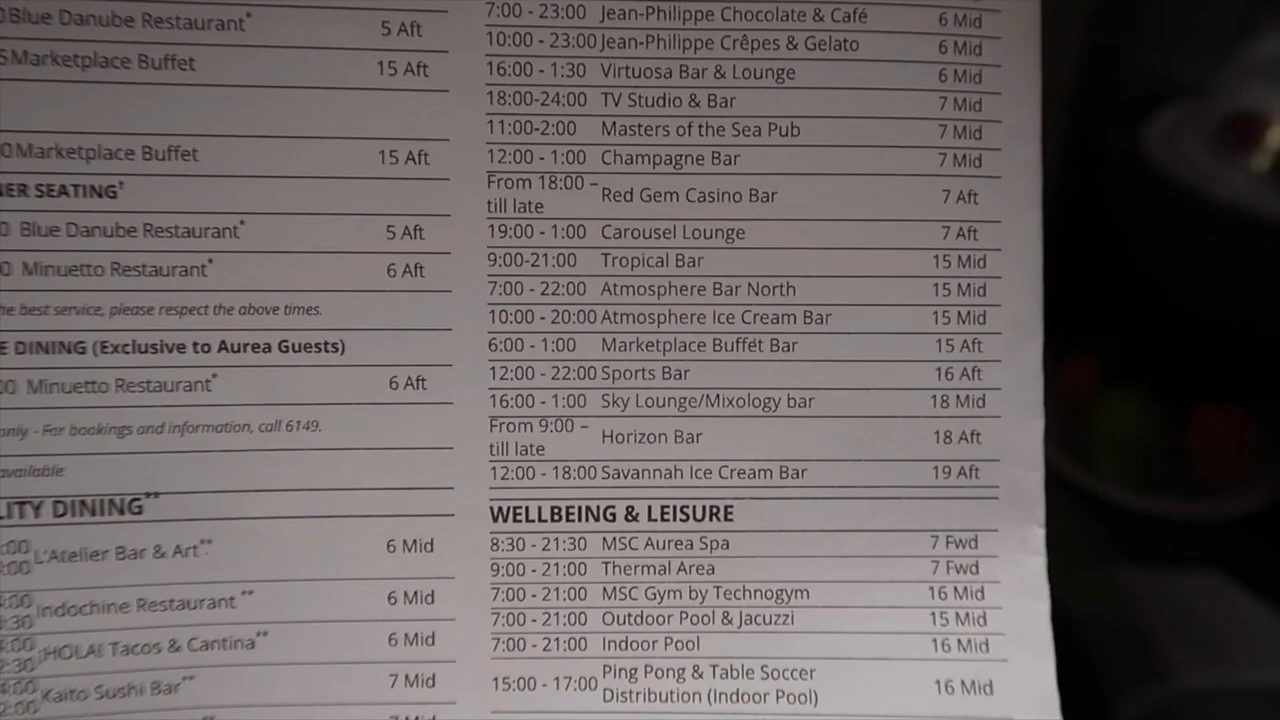 Blue Danube Restaurant* 5 Aft
Marketplace Buffet 15 Aft
Marketplace Buffet 15 Aft
ER SEATING†
Blue Danube Restaurant* 5 Aft
Minuetto Restaurant* 6 Aft
he best service, please respect the above times.
E DINING (Exclusive to Aurea Guests)
Minuetto Restaurant* 6 Aft
only - For bookings and information, call 6149.
available
LITY DINING**
L'Atelier Bar & Art** 6 Mid
Indochine Restaurant ** 6 Mid
¡HOLA! Tacos & Cantina** 6 Mid
Kaito Sushi Bar** 7 Mid
7:00 - 23:00 Jean-Philippe Chocolate & Café 6 Mid
10:00 - 23:00 Jean-Philippe Crêpes & Gelato 6 Mid
16:00 - 1:30 Virtuosa Bar & Lounge 6 Mid
18:00-24:00 TV Studio & Bar 7 Mid
11:00-2:00 Masters of the Sea Pub 7 Mid
12:00 - 1:00 Champagne Bar 7 Mid
From 18:00 –
till late Red Gem Casino Bar 7 Aft
19:00 - 1:00 Carousel Lounge 7 Aft
9:00-21:00 Tropical Bar 15 Mid
7:00 - 22:00 Atmosphere Bar North 15 Mid
10:00 - 20:00 Atmosphere Ice Cream Bar 15 Mid
6:00 - 1:00 Marketplace Buffet Bar 15 Aft
12:00 - 22:00 Sports Bar 16 Aft
16:00 - 1:00 Sky Lounge/Mixology bar 18 Mid
From 9:00 –
till late Horizon Bar 18 Aft
12:00 - 18:00 Savannah Ice Cream Bar 19 Aft
WELLBEING & LEISURE
8:30 - 21:30 MSC Aurea Spa 7 Fwd
9:00 - 21:00 Thermal Area 7 Fwd
7:00 - 21:00 MSC Gym by Technogym 16 Mid
7:00 - 21:00 Outdoor Pool & Jacuzzi 15 Mid
7:00 - 21:00 Indoor Pool 16 Mid
15:00 - 17:00 Ping Pong & Table Soccer
Distribution (Indoor Pool) 16 Mid